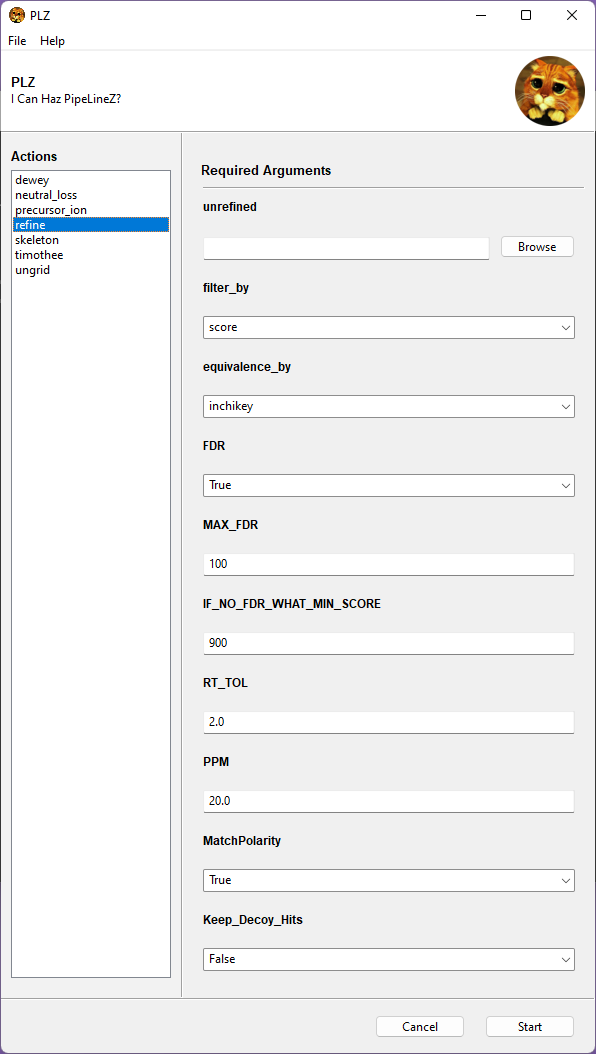 PLZ
File Help
PLZ
I Can Haz PipeLineZ?
Actions
dewey
neutral_loss
precursor_ion
refine
skeleton
timothee
ungrid
Required Arguments
unrefined
Browse
filter_by
score
equivalence_by
inchikey
FDR
True
MAX_FDR
100
IF_NO_FDR_WHAT_MIN_SCORE
900
RT_TOL
2.0
PPM
20.0
MatchPolarity
True
Keep_Decoy_Hits
False
Cancel Start